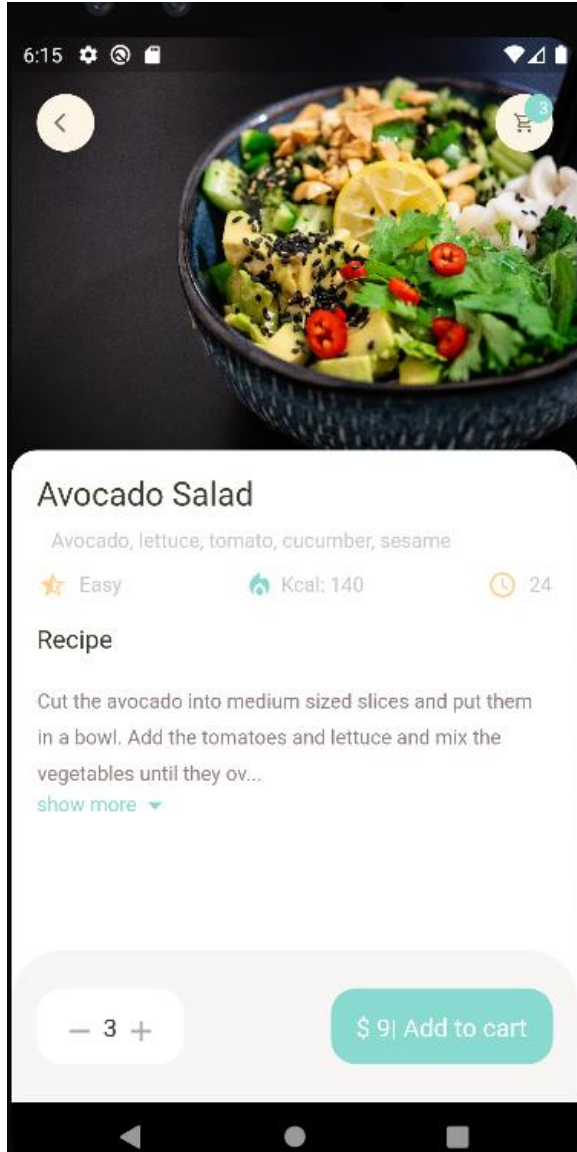 6:15
3
Avocado Salad
Avocado, lettuce, tomato, cucumber, sesame
Easy
Kcal: 140
24
Recipe
Cut the avocado into medium sized slices and put them
in a bowl. Add the tomatoes and lettuce and mix the
vegetables until they ov...
show more
3
$ 9| Add to cart